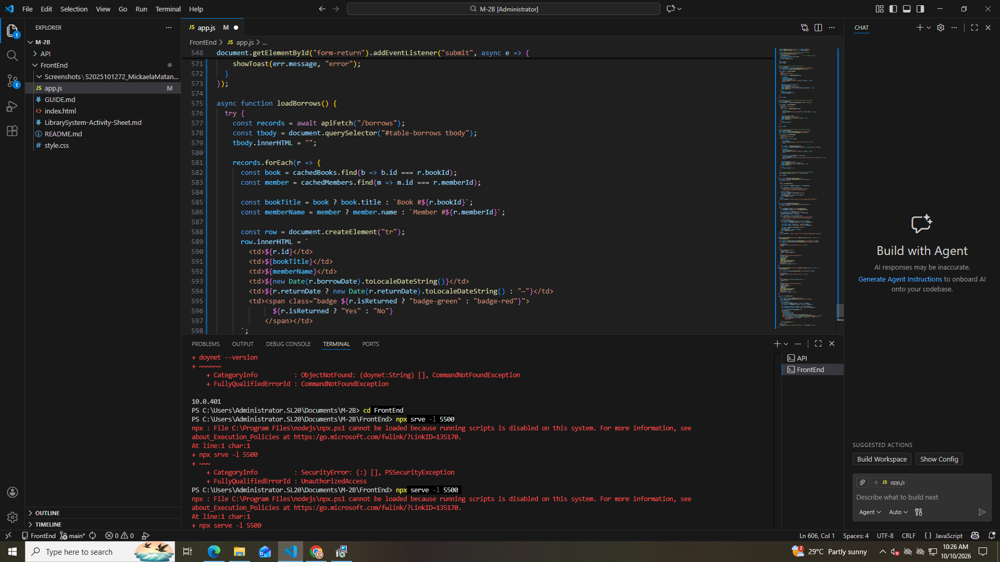 File Edit Selection View Go Run Terminal Help
M-2B [Administrator]
EXPLORER
M-2B
API
FrontEnd
Screenshots\S2025101272_MickaelaMatan...
JS app.js M
GUIDE.md
index.html
LibrarySystem-Activity-Sheet.md
README.md
# style.css
OUTLINE
TIMELINE
JS app.js M
FrontEnd > JS app.js > ...
548 document.getElementById("form-return").addEventListener("submit", async e => {
571 showToast(err.message, "error");
572 }
573 });
574
575 async function loadBorrows() {
576 try {
577 const records = await apiFetch("/borrows");
578 const tbody = document.querySelector("#table-borrows tbody");
579 tbody.innerHTML = "";
580
581 records.forEach(r => {
582 const book = cachedBooks.find(b => b.id === r.bookId);
583 const member = cachedMembers.find(m => m.id === r.memberId);
584
585 const bookTitle = book ? book.title : `Book #${r.bookId}`;
586 const memberName = member ? member.name : `Member #${r.memberId}`;
587
588 const row = document.createElement("tr");
589 row.innerHTML = `
590 <td>${r.id}</td>
591 <td>${bookTitle}</td>
592 <td>${memberName}</td>
593 <td>${new Date(r.borrowDate).toLocaleDateString()}</td>
594 <td>${r.returnDate ? new Date(r.returnDate).toLocaleDateString() : "—"}</td>
595 <td><span class="badge ${r.isReturned ? "badge-green" : "badge-red"}">
596 ${r.isReturned ? "Yes" : "No"}
597 </span></td>
598 `;
PROBLEMS OUTPUT DEBUG CONSOLE TERMINAL PORTS
+ doynet --version
+ ~~~~~~
+ CategoryInfo : ObjectNotFound: (doynet:String) [], CommandNotFoundException
+ FullyQualifiedErrorId : CommandNotFoundException
10.0.401
PS C:\Users\Administrator.SL20\Documents\M-2B> cd FrontEnd
PS C:\Users\Administrator.SL20\Documents\M-2B\FrontEnd> npx srve -l 5500
npx : File C:\Program Files\nodejs\npx.ps1 cannot be loaded because running scripts is disabled on this system. For more information, see
about_Execution_Policies at https:/go.microsoft.com/fwlink/?LinkID=135170.
At line:1 char:1
+ npx srve -l 5500
+ ~~~
+ CategoryInfo : SecurityError: (:) [], PSSecurityException
+ FullyQualifiedErrorId : UnauthorizedAccess
PS C:\Users\Administrator.SL20\Documents\M-2B\FrontEnd> npx serve -l 5500
npx : File C:\Program Files\nodejs\npx.ps1 cannot be loaded because running scripts is disabled on this system. For more information, see
about_Execution_Policies at https:/go.microsoft.com/fwlink/?LinkID=135170.
At line:1 char:1
+ npx serve -l 5500
API
FrontEnd
CHAT
Build with Agent
AI responses may be inaccurate.
Generate Agent Instructions to onboard AI
onto your codebase.
SUGGESTED ACTIONS
Build Workspace Show Config
+ JS app.js
Describe what to build next
Agent Auto
FrontEnd main* 0 0
Ln 606, Col 1 Spaces: 4 UTF-8 CRLF {} JavaScript
Type here to search
29°C Partly sunny
10:26 AM
10/10/2026